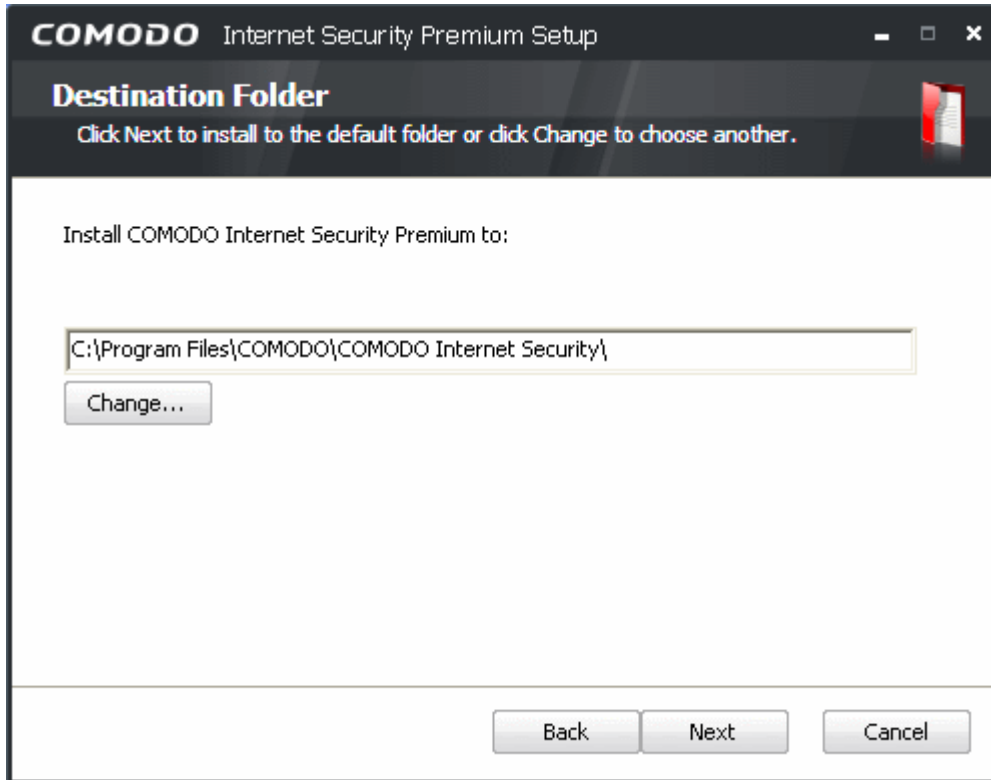 COMODO Internet Security Premium Setup
Destination Folder
Click Next to install to the default folder or click Change to choose another.
Install COMODO Internet Security Premium to:
C:\Program Files\COMODO\COMODO Internet Security\
Change...
Back Next Cancel